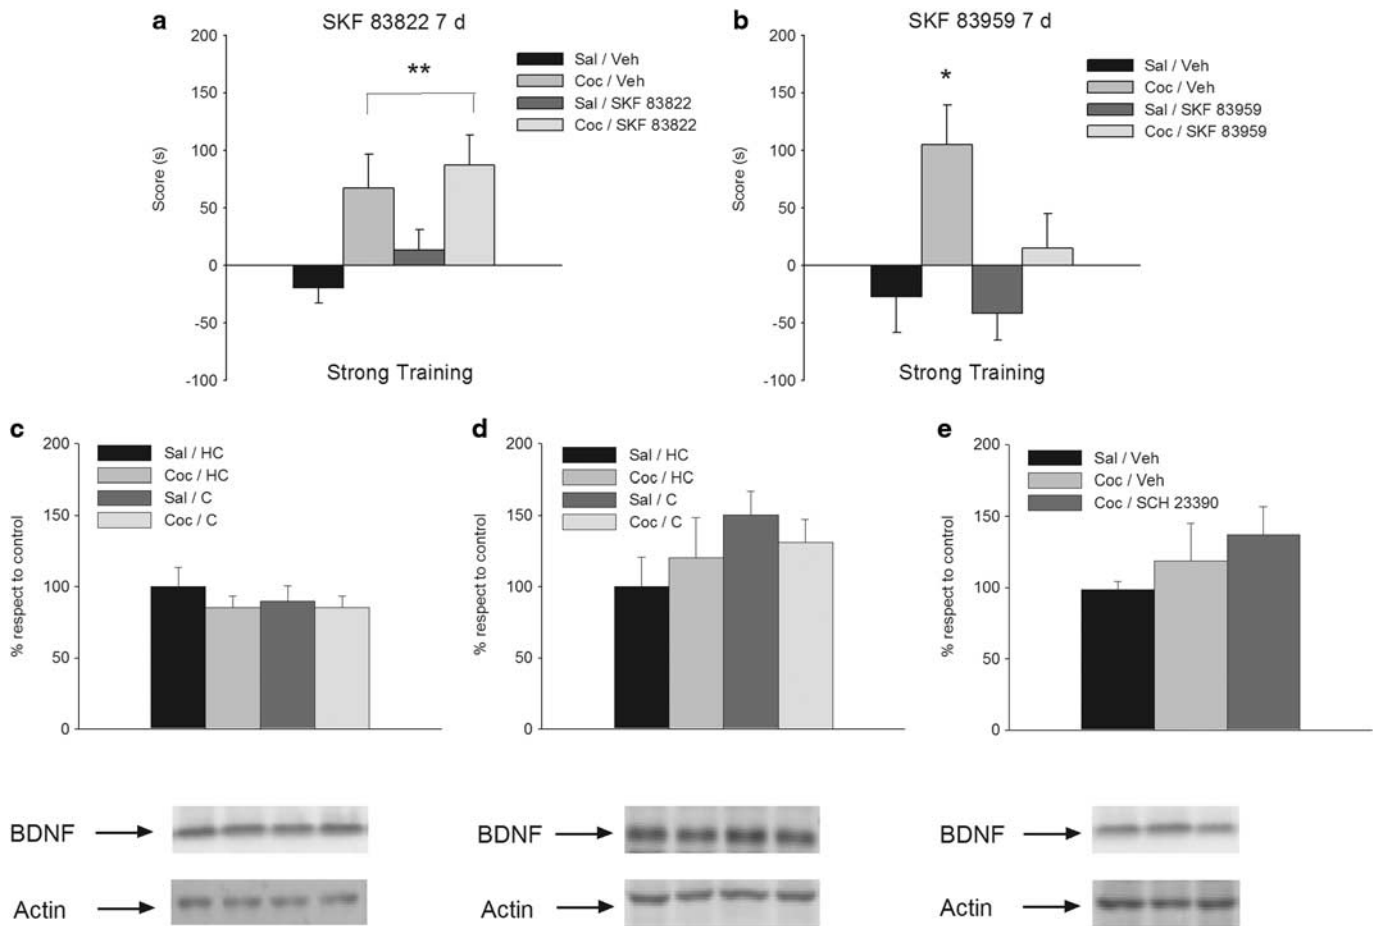 a
SKF 83822 7 d
200
150
100
50
0
-50
-100
Score (s)
**
Sal / Veh
Coc / Veh
Sal / SKF 83822
Coc / SKF 83822
Strong Training
b
SKF 83959 7 d
200
150
100
50
0
-50
-100
Score (s)
*
Sal / Veh
Coc / Veh
Sal / SKF 83959
Coc / SKF 83959
Strong Training
c
200
150
100
50
0
% respect to control
Sal / HC
Coc / HC
Sal / C
Coc / C
BDNF
Actin
d
200
150
100
50
0
% respect to control
Sal / HC
Coc / HC
Sal / C
Coc / C
BDNF
Actin
e
200
150
100
50
0
% respect to control
Sal / Veh
Coc / Veh
Coc / SCH 23390
BDNF
Actin